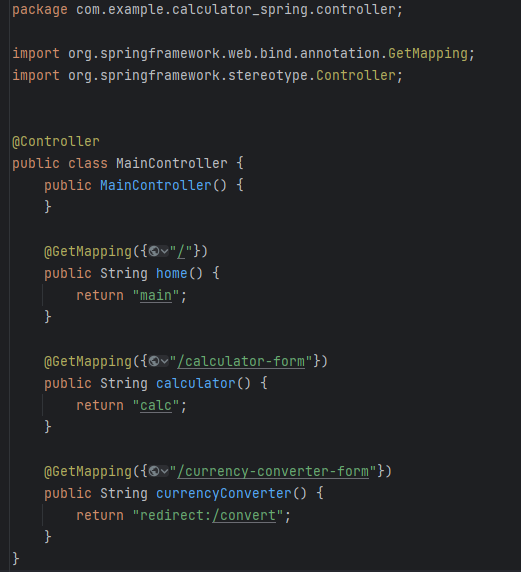 package com.example.calculator_spring.controller;
import org.springframework.web.bind.annotation.GetMapping;
import org.springframework.stereotype.Controller;
@Controller
public class MainController {
public MainController() {
}
@GetMapping({"/"})
public String home() {
return "main";
}
@GetMapping({"/calculator-form"})
public String calculator() {
return "calc";
}
@GetMapping({"/currency-converter-form"})
public String currencyConverter() {
return "redirect:/convert";
}
}